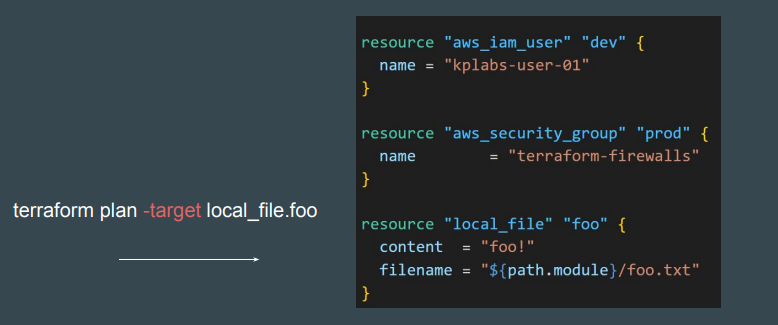 terraform plan -target local_file.foo
resource "aws_iam_user" "dev" {
  name = "kplabs-user-01"
}
resource "aws_security_group" "prod" {
  name        = "terraform-firewalls"
}
resource "local_file" "foo" {
  content  = "foo!"
  filename = "${path.module}/foo.txt"
}